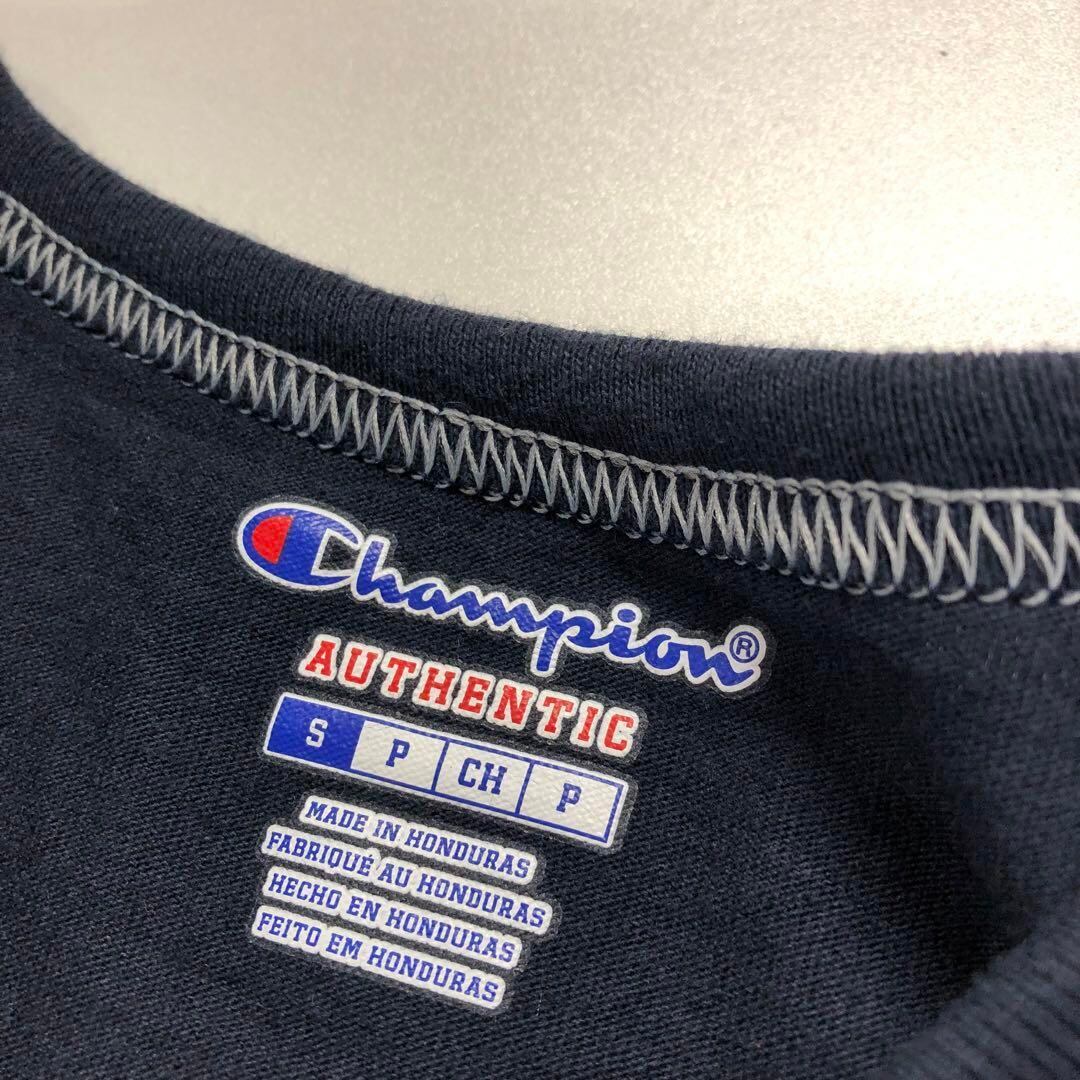 Champion®
AUTHENTIC
S P CH P
MADE IN HONDURAS
FABRIQUÉ AU HONDURAS
HECHO EN HONDURAS
FEITO EM HONDURAS